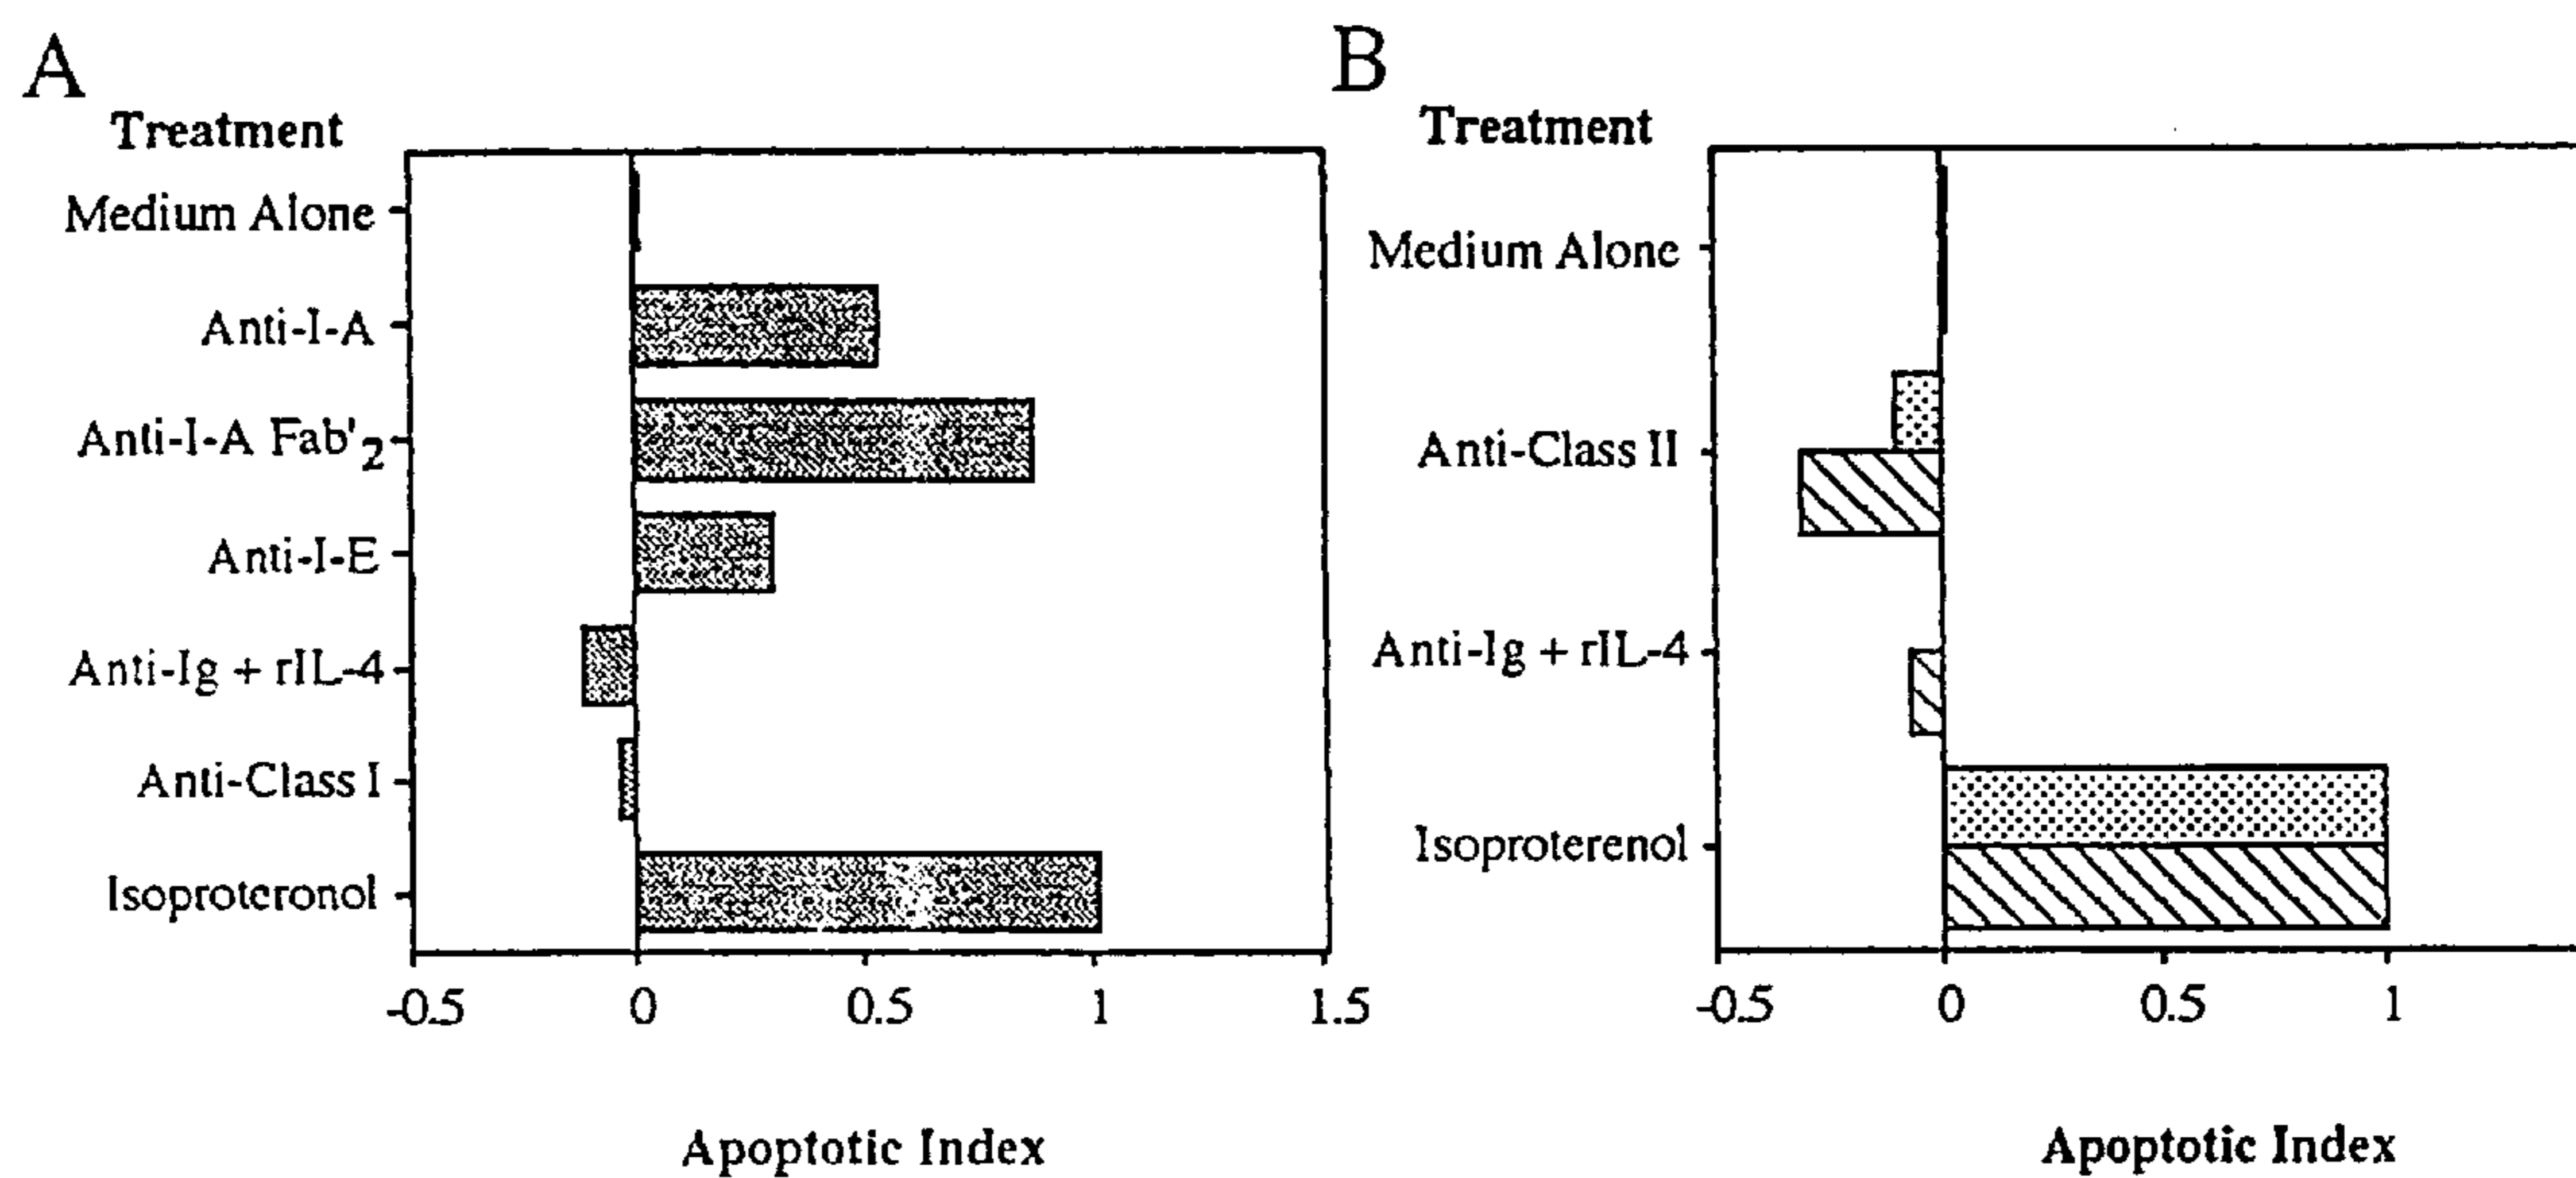 A
Treatment
Medium Alone
Anti-I-A
Anti-I-A Fab'2
Anti-I-E
Anti-Ig + rIL-4
Anti-Class I
Isoproteronol
-0.5 0 0.5 1 1.5
Apoptotic Index
B
Treatment
Medium Alone
Anti-Class II
Anti-Ig + rIL-4
Isoproterenol
-0.5 0 0.5 1
Apoptotic Index